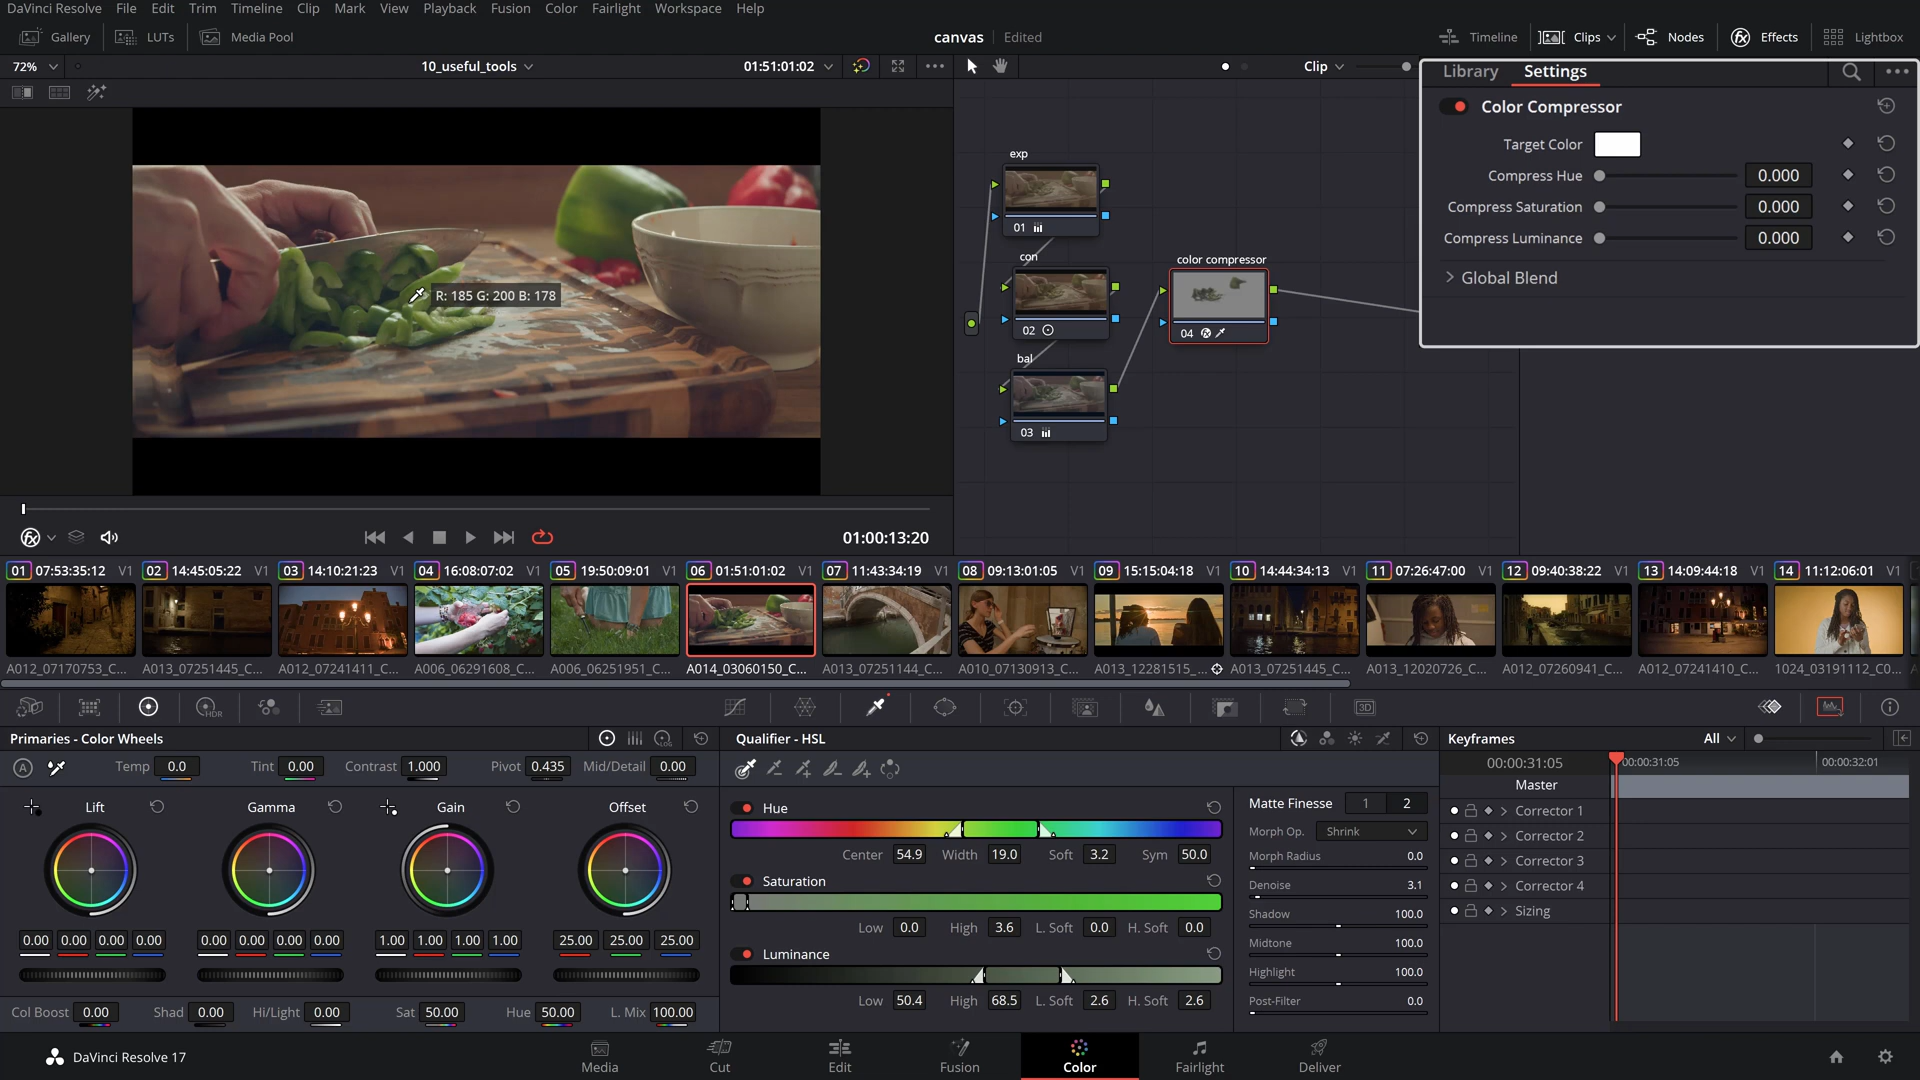 DaVinci Resolve File Edit Trim Timeline Clip Mark View Playback Fusion Color Fairlight Workspace Help
Gallery LUTs Media Pool canvas Edited Timeline Clips Nodes Effects Lightbox
72% 10_useful_tools 01:51:01:02 Clip
Library Settings
Color Compressor
Target Color
Compress Hue 0.000
Compress Saturation 0.000
Compress Luminance 0.000
Global Blend
exp
01
con
02
bal
03
color compressor
04
R: 185 G: 200 B: 178
01:00:13:20
01 07:53:35:12 V1 02 14:45:05:22 V1 03 14:10:21:23 V1 04 16:08:07:02 V1 05 19:50:09:01 V1 06 01:51:01:02 V1 07 11:43:34:19 V1 08 09:13:01:05 V1 09 15:15:04:18 V1 10 14:44:34:13 V1 11 07:26:47:00 V1 12 09:40:38:22 V1 13 14:09:44:18 V1 14 11:12:06:01 V1
A012_07170753_C... A013_07251445_C... A012_07241411_C... A006_06291608_C... A006_06251951_C... A014_03060150_C... A013_07251144_C... A010_07130913_C... A013_12281515_... A013_07251445_C... A013_12020726_C... A012_07260941_C... A012_07241410_C... 1024_03191112_C0...
HDR 3D
Primaries - Color Wheels LOG
A Temp 0.0 Tint 0.00 Contrast 1.000 Pivot 0.435 Mid/Detail 0.00
Lift Gamma Gain Offset
0.00 0.00 0.00 0.00 0.00 0.00 0.00 0.00 1.00 1.00 1.00 1.00 25.00 25.00 25.00
Col Boost 0.00 Shad 0.00 Hi/Light 0.00 Sat 50.00 Hue 50.00 L. Mix 100.00
Qualifier - HSL
Hue
Center 54.9 Width 19.0 Soft 3.2 Sym 50.0
Saturation
Low 0.0 High 3.6 L. Soft 0.0 H. Soft 0.0
Luminance
Low 50.4 High 68.5 L. Soft 2.6 H. Soft 2.6
Matte Finesse 1 2
Morph Op. Shrink
Morph Radius 0.0
Denoise 3.1
Shadow 100.0
Midtone 100.0
Highlight 100.0
Post-Filter 0.0
Keyframes All
00:00:31:05 00:00:31:05 00:00:32:01
Master
Corrector 1
Corrector 2
Corrector 3
Corrector 4
Sizing
DaVinci Resolve 17 Media Cut Edit Fusion Color Fairlight Deliver